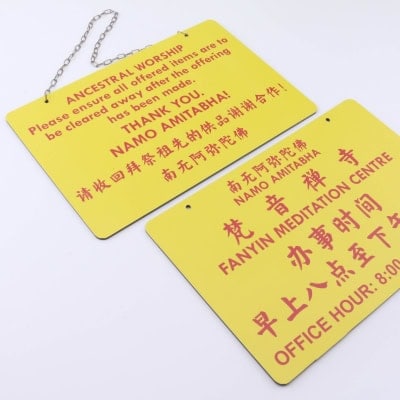 ANCESTRAL WORSHIP
Please ensure all offered items are to
be cleared away after the offering
has been made.
THANK YOU.
NAMO AMITABHA!
南无阿弥陀佛
请收回拜祭祖先的供品谢谢合作!
南无阿弥陀佛
NAMO AMITABHA
梵音禅寺
FANYIN MEDITATION CENTRE
办事时间
早上八点至下午
OFFICE HOUR: 8:00